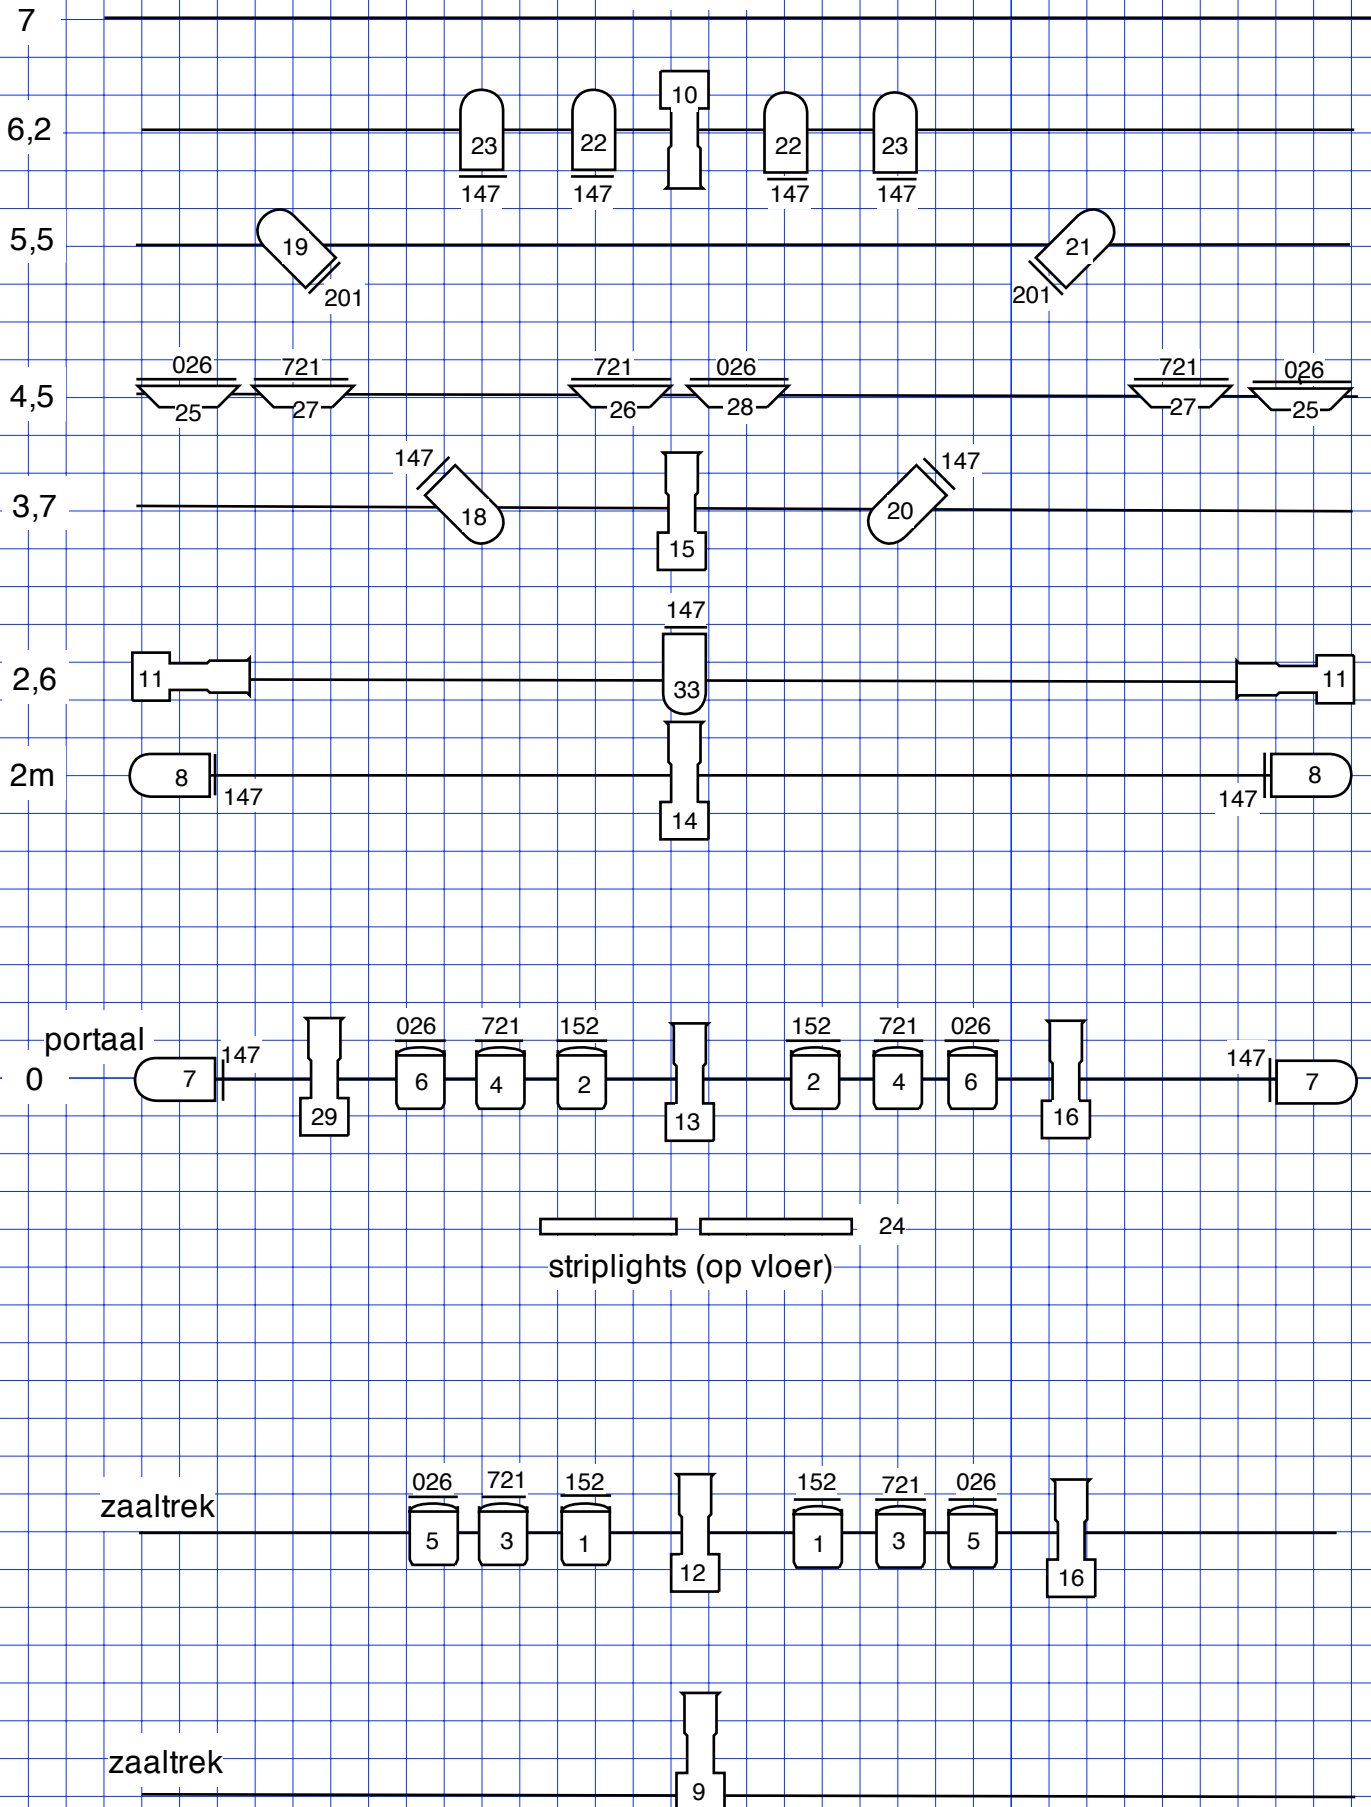 7
10
6,2
23 22 22 23
147 147 147 147
5,5
19 21
201 201
026 721 721 026 721 026
4,5
25 27 26 28 27 25
147 147
3,7
18 20
15
147
2,6
11 33 11
2m
8 8
147 147
14
026 721 152 152 721 026
portaal
147 147
0
7 6 4 2 2 4 6 7
29 13 16
24
striplights (op vloer)
026 721 152 152 721 026
zaaltrek
5 3 1 1 3 5
12 16
zaaltrek
9